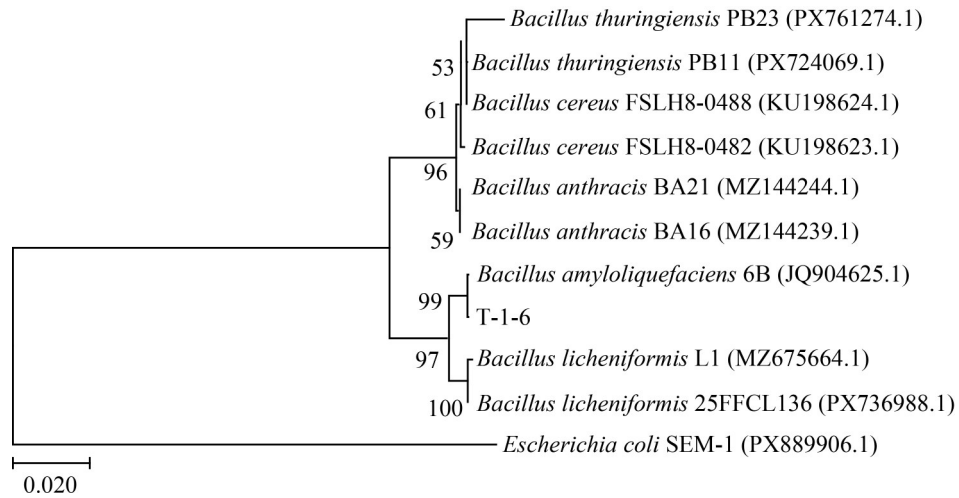 Bacillus thuringiensis PB23 (PX761274.1)
53
Bacillus thuringiensis PB11 (PX724069.1)
61
Bacillus cereus FSLH8-0488 (KU198624.1)
Bacillus cereus FSLH8-0482 (KU198623.1)
96
Bacillus anthracis BA21 (MZ144244.1)
59
Bacillus anthracis BA16 (MZ144239.1)
Bacillus amyloliquefaciens 6B (JQ904625.1)
99
T-1-6
97
Bacillus licheniformis L1 (MZ675664.1)
100
Bacillus licheniformis 25FFCL136 (PX736988.1)
Escherichia coli SEM-1 (PX889906.1)
0.020